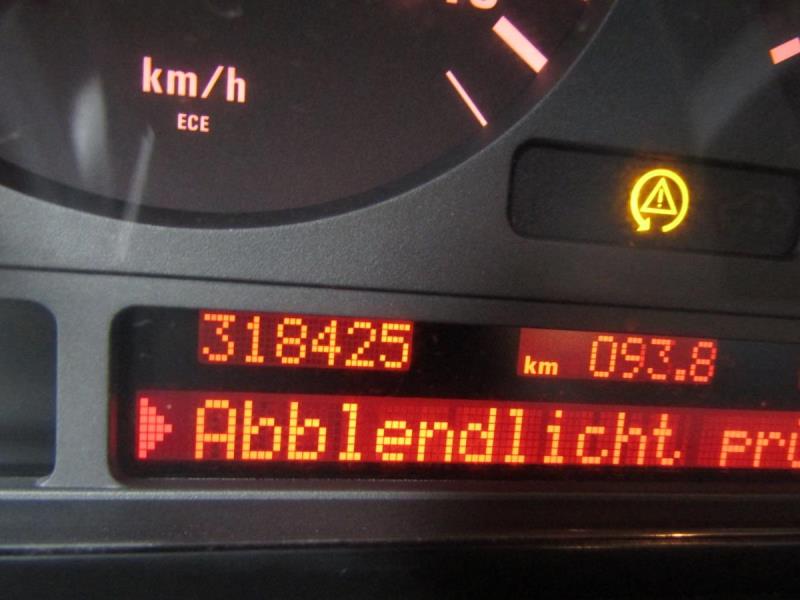 km/h
ECE
318425 km 093.8
Abblendlicht